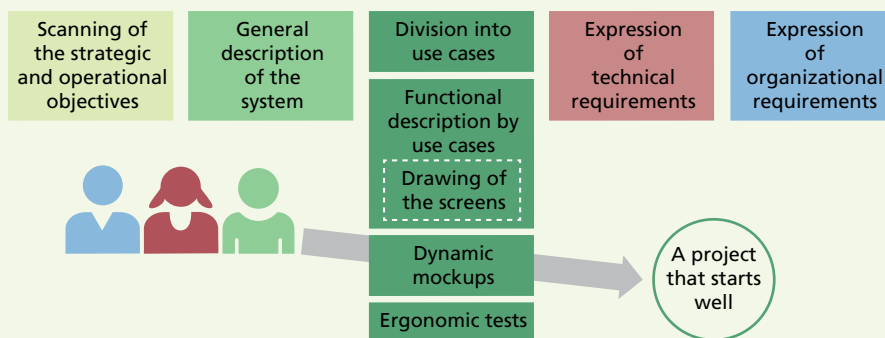 Scanning of
the strategic
and operational
objectives
General
description
of the
system
Division into
use cases
Functional
description by
use cases
Drawing of
the screens
Dynamic
mockups
Ergonomic tests
Expression
of
technical
requirements
Expression
of
organizational
requirements
A project
that starts
well